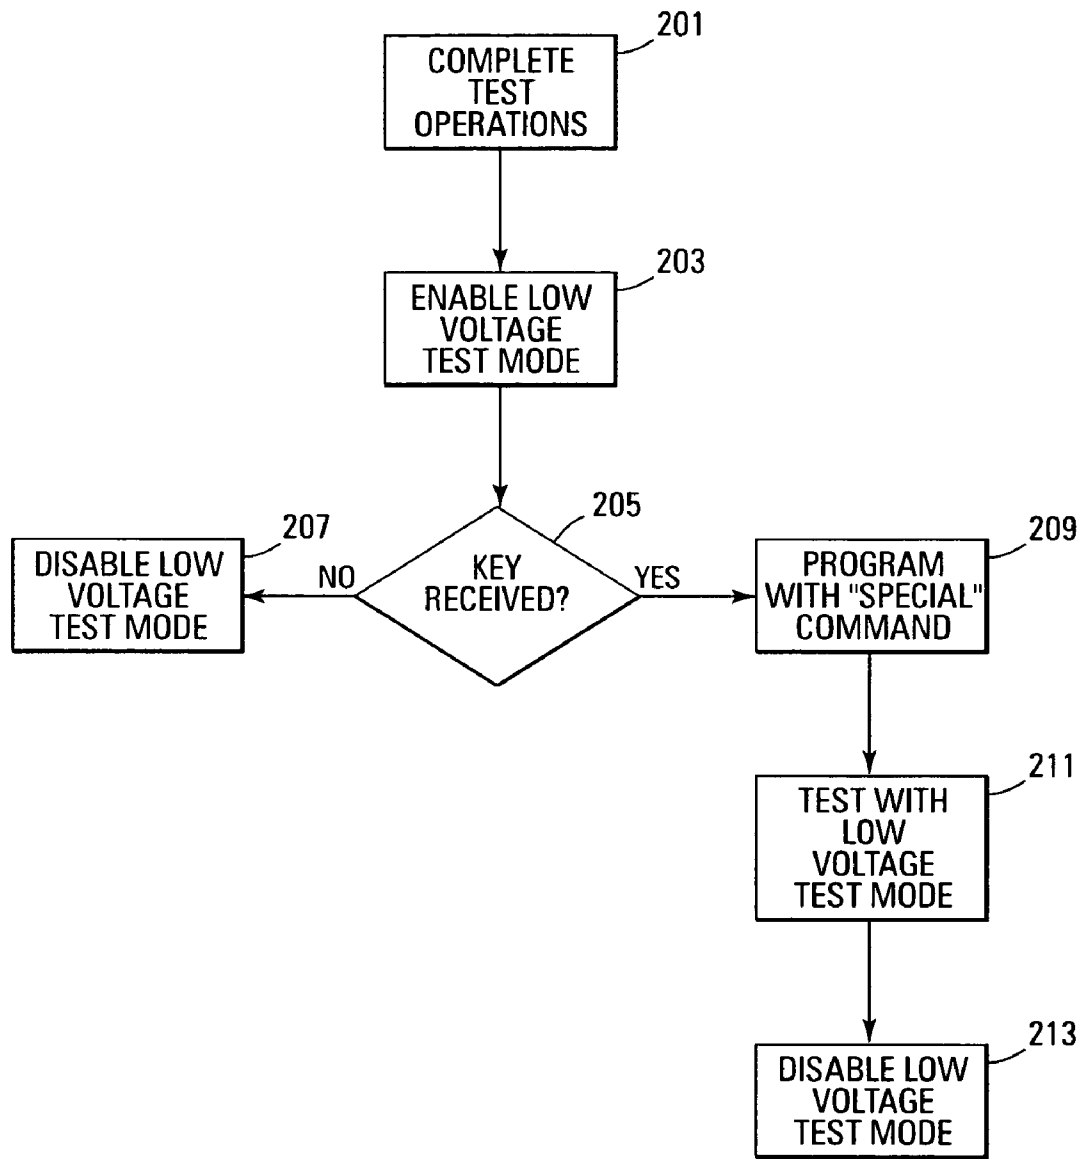 201
COMPLETE
TEST
OPERATIONS
203
ENABLE LOW
VOLTAGE
TEST MODE
205
KEY
RECEIVED?
NO
YES
207
DISABLE LOW
VOLTAGE
TEST MODE
209
PROGRAM
WITH "SPECIAL"
COMMAND
211
TEST WITH
LOW
VOLTAGE
TEST MODE
213
DISABLE LOW
VOLTAGE
TEST MODE